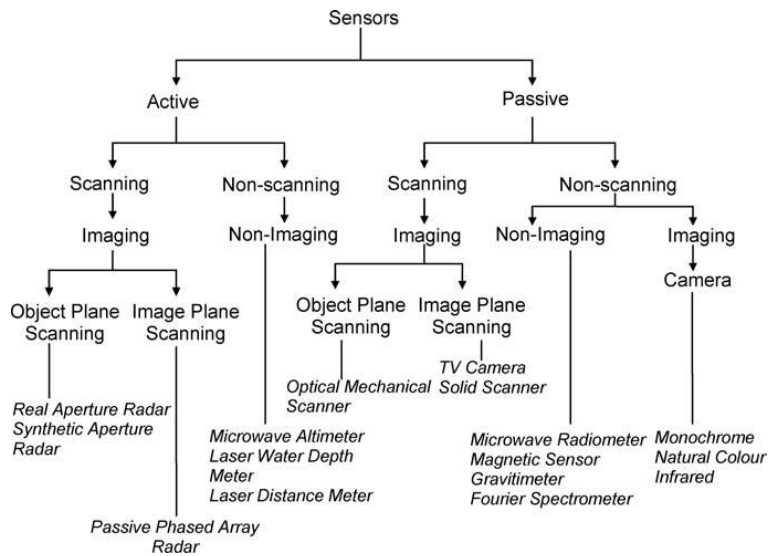 Sensors
Active
Passive
Scanning
Non-scanning
Scanning
Non-scanning
Imaging
Non-Imaging
Imaging
Non-Imaging
Imaging
Object Plane
Scanning
Image Plane
Scanning
Object Plane
Scanning
Image Plane
Scanning
Camera
Real Aperture Radar
Synthetic Aperture
Radar
Passive Phased Array
Radar
Microwave Altimeter
Laser Water Depth
Meter
Laser Distance Meter
Optical Mechanical
Scanner
TV Camera
Solid Scanner
Microwave Radiometer
Magnetic Sensor
Gravitimeter
Fourier Spectrometer
Monochrome
Natural Colour
Infrared